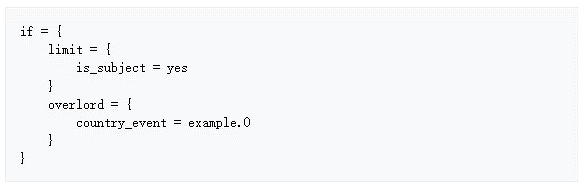 if = {
    limit = {
        is_subject = yes
    }
    overlord = {
        country_event = example.0
    }
}